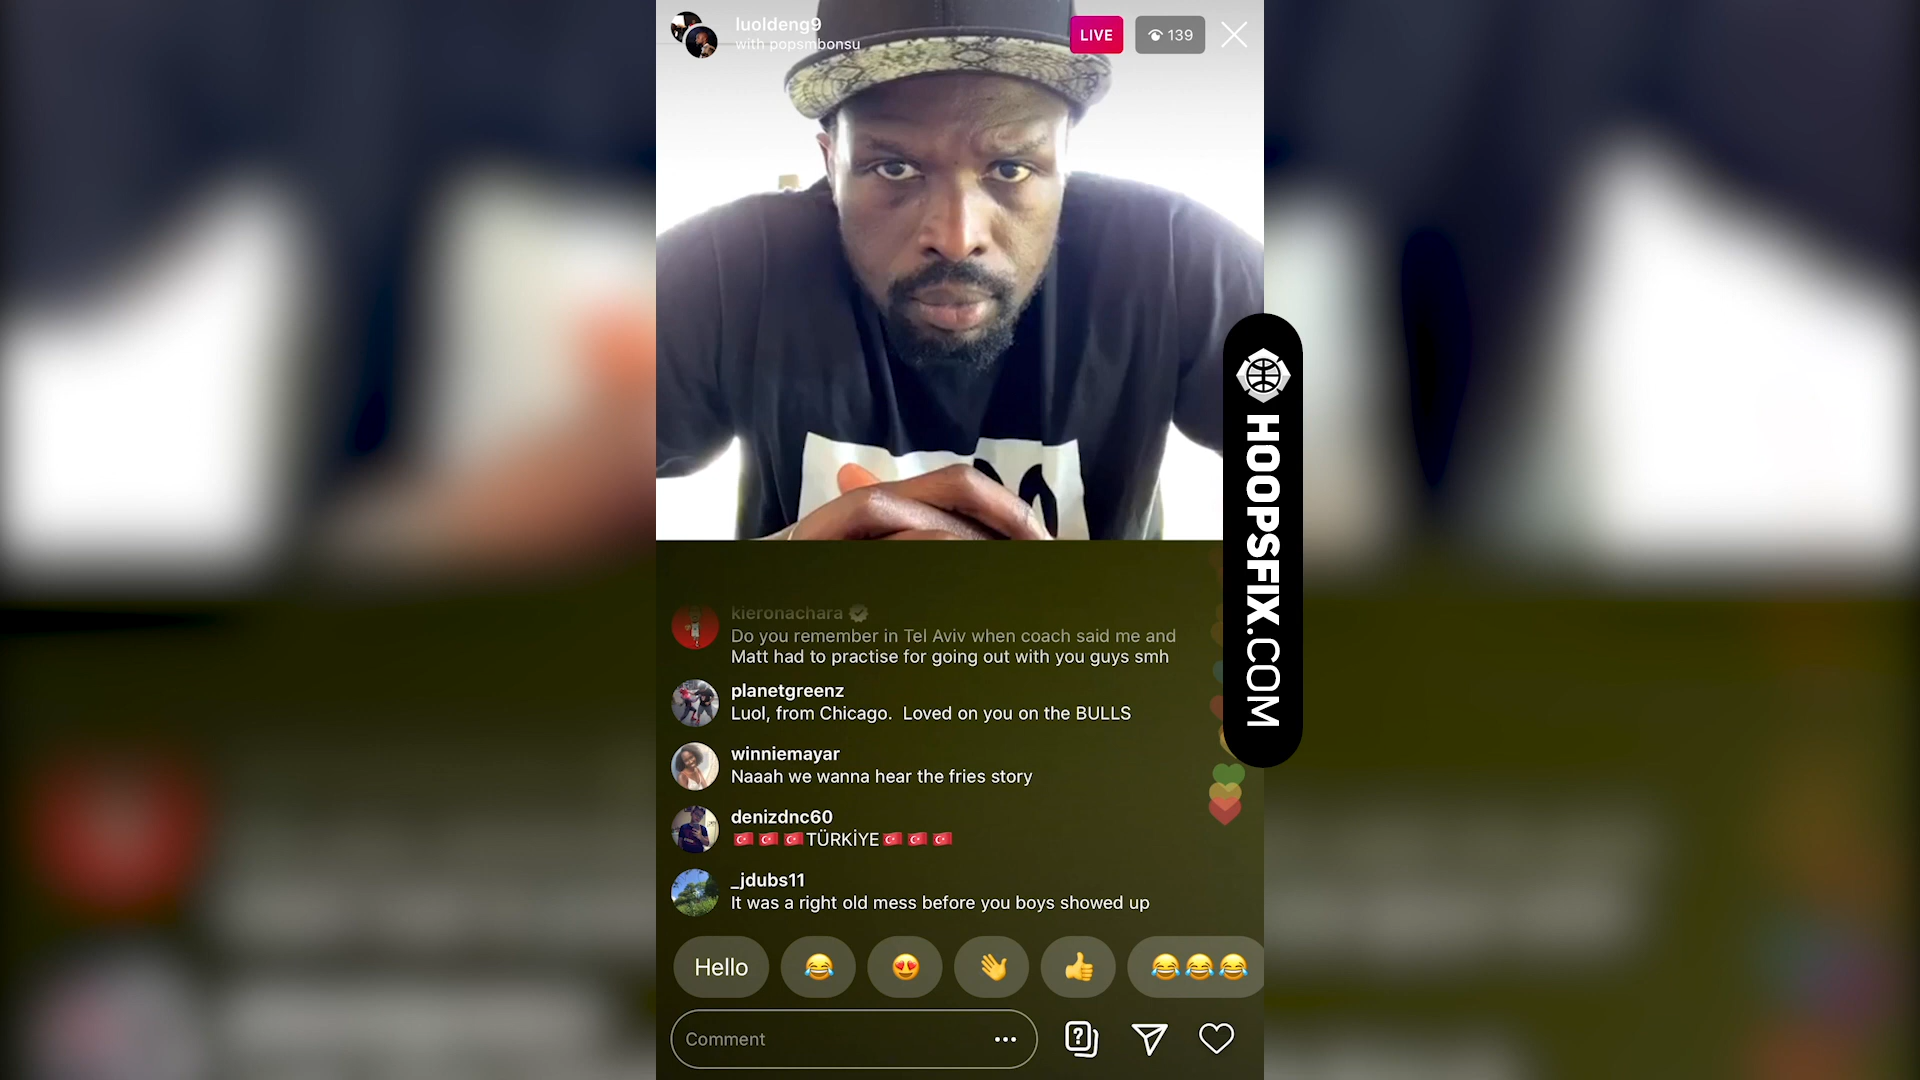 luoldeng9
with popsmbonsu
LIVE
139
HOOPSFIX.COM
kieronachara
Do you remember in Tel Aviv when coach said me and
Matt had to practise for going out with you guys smh
planetgreenz
Luol, from Chicago.  Loved on you on the BULLS
winniemayar
Naaah we wanna hear the fries story
denizdnc60
🇹🇷🇹🇷🇹🇷TÜRKİYE🇹🇷🇹🇷🇹🇷
_jdubs11
It was a right old mess before you boys showed up
Hello 😂 😍 👋 👍 😂😂😂
Comment